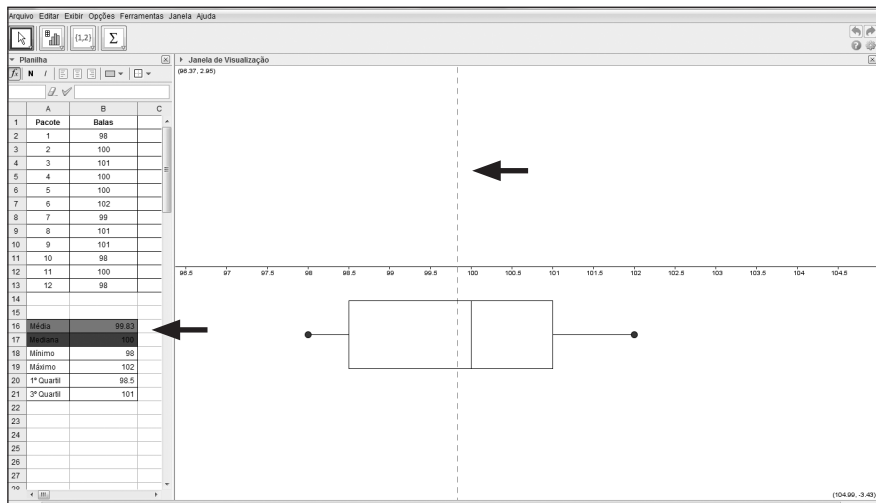 Arquivo Editar Exibir Opções Ferramentas Janela Ajuda
{1,2} Σ
Planilha
Janela de Visualização
fx N I
(96.37, 2.95)
A B C
1 Pacote Balas
2 1 98
3 2 100
4 3 101
5 4 100
6 5 100
7 6 102
8 7 99
9 8 101
10 9 101
11 10 98
12 11 100
13 12 98
14
15
16 Média 99.83
17 Mediana 100
18 Mínimo 98
19 Máximo 102
20 1º Quartil 98.5
21 3º Quartil 101
22
23
24
25
26
27
28
96.5 97 97.5 98 98.5 99 99.5 100 100.5 101 101.5 102 102.5 103 103.5 104 104.5
(104.99, -3.43)